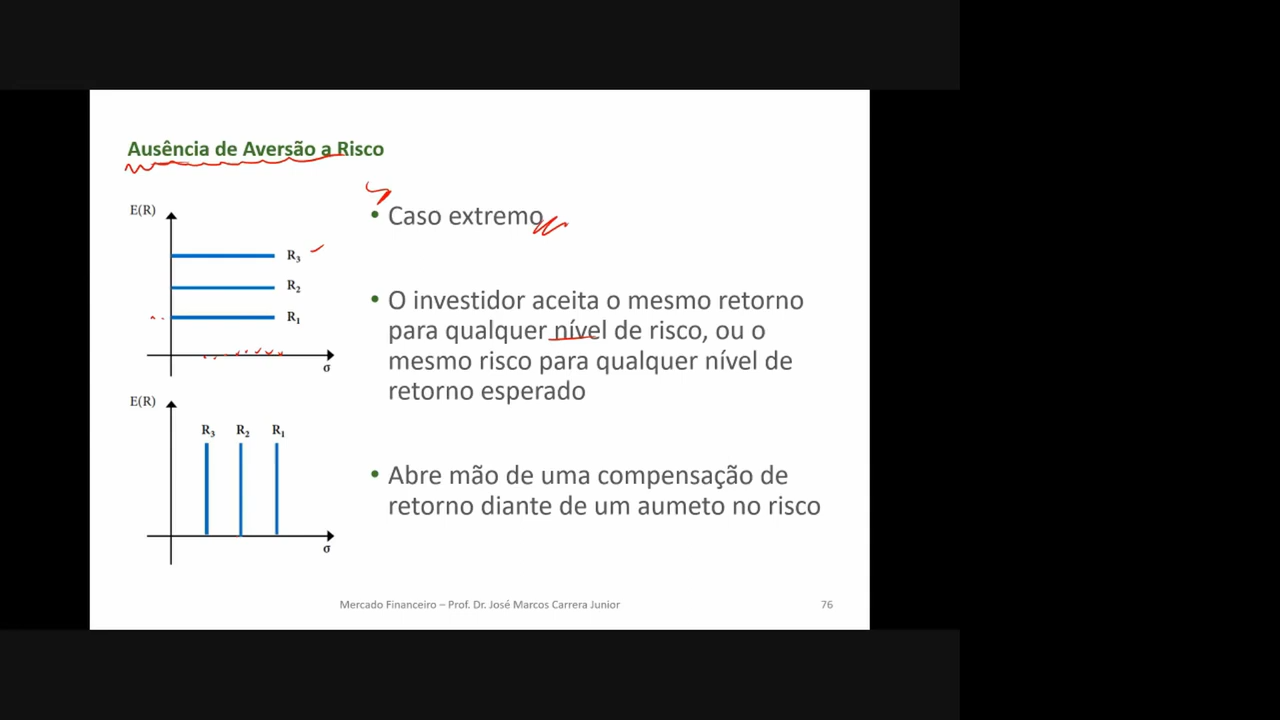 Ausência de Aversão a Risco
E(R)
R3
R2
R1
σ
E(R)
R3 R2 R1
σ
• Caso extremo
• O investidor aceita o mesmo retorno
para qualquer nível de risco, ou o
mesmo risco para qualquer nível de
retorno esperado
• Abre mão de uma compensação de
retorno diante de um aumeto no risco
Mercado Financeiro – Prof. Dr. José Marcos Carrera Junior
76